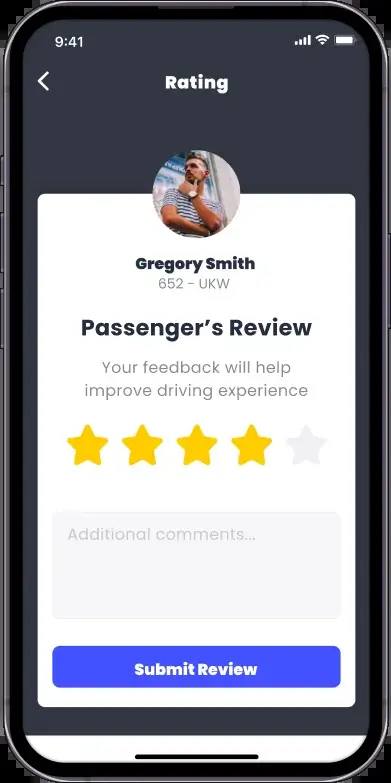 9:41
Rating
Gregory Smith
652 - UKW
Passenger’s Review
Your feedback will help
improve driving experience
Additional comments...
Submit Review